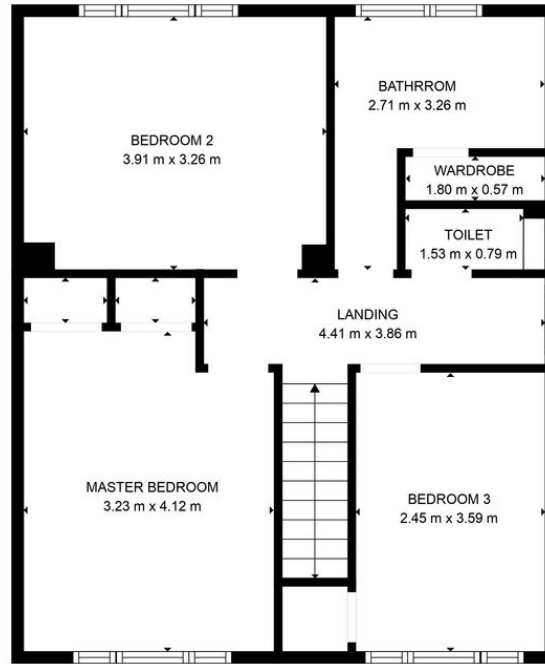 BATHRROM
2.71 m x 3.26 m
BEDROOM 2
3.91 m x 3.26 m
WARDROBE
1.80 m x 0.57 m
TOILET
1.53 m x 0.79 m
LANDING
4.41 m x 3.86 m
MASTER BEDROOM
3.23 m x 4.12 m
BEDROOM 3
2.45 m x 3.59 m